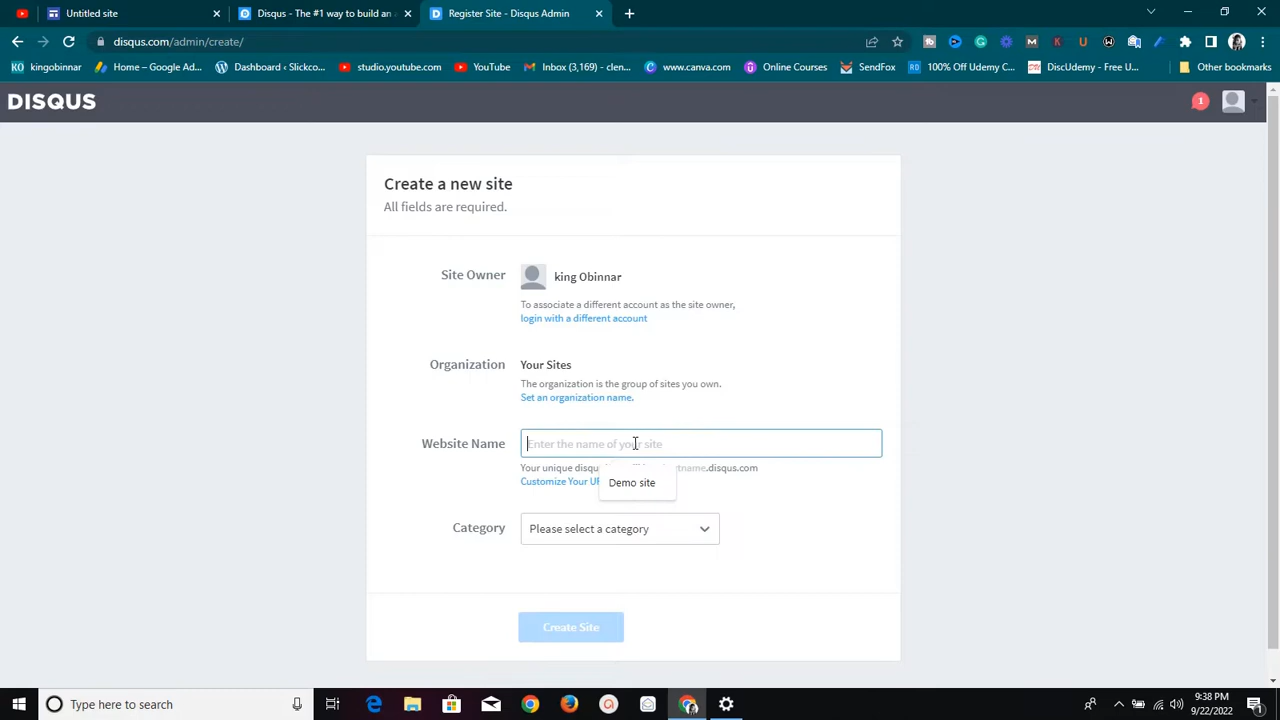 Untitled site
Disqus - The #1 way to build an
Register Site - Disqus Admin
disqus.com/admin/create/
kingobinnar
Home – Google Ad...
Dashboard ‹ Slickco...
studio.youtube.com
YouTube
Inbox (3,169) - clen...
www.canva.com
Online Courses
SendFox
100% Off Udemy C...
DiscUdemy - Free U...
Other bookmarks
DISQUS
1
Create a new site
All fields are required.
Site Owner
king Obinnar
To associate a different account as the site owner,
login with a different account
Organization
Your Sites
The organization is the group of sites you own.
Set an organization name.
Website Name
Enter the name of your site
Your unique disqu
name.disqus.com
Customize Your U
Demo site
Category
Please select a category
Create Site
Type here to search
9:38 PM
9/22/2022
1